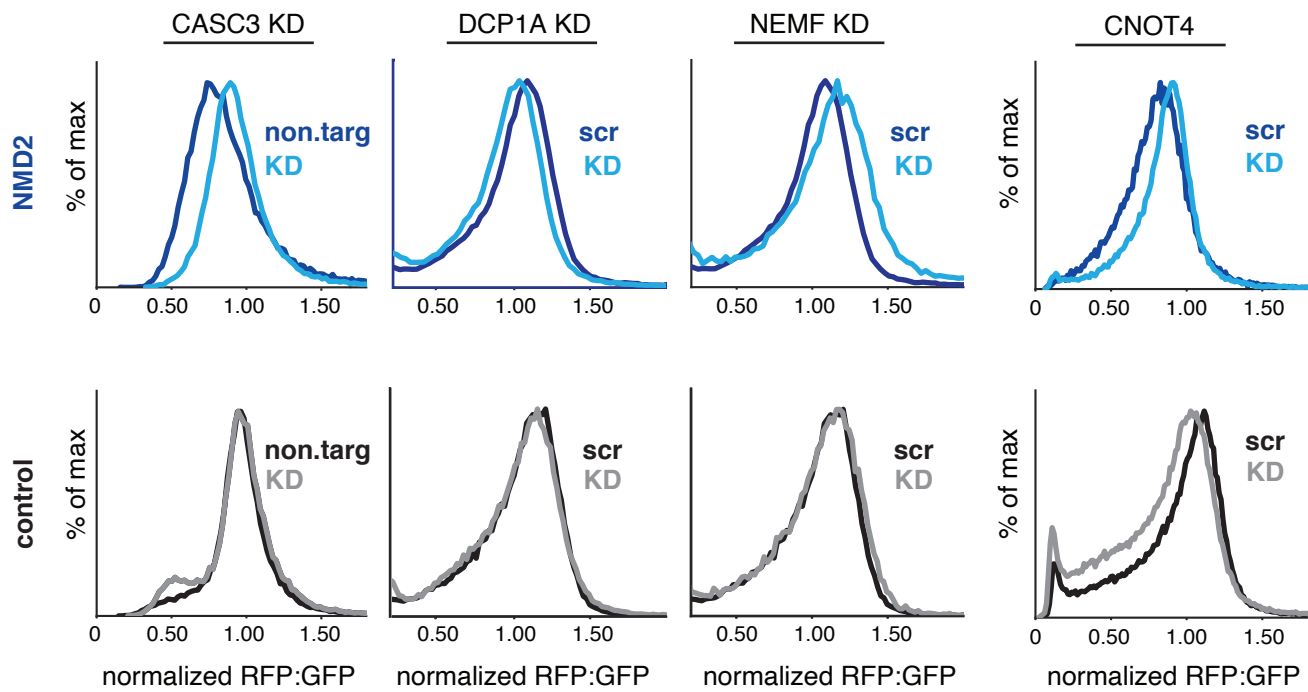 CASC3 KD
DCP1A KD
NEMF KD
CNOT4
NMD2
% of max
non.targ
KD
0
0.50
1.00
1.50
scr
KD
0.50
1.00
1.50
scr
KD
0.50
1.00
1.50
% of max
scr
KD
0
0.50
1.00
1.50
control
% of max
non.targ
KD
0
0.50
1.00
1.50
normalized RFP:GFP
scr
KD
0.50
1.00
1.50
normalized RFP:GFP
scr
KD
0.50
1.00
1.50
normalized RFP:GFP
% of max
scr
KD
0
0.50
1.00
1.50
normalized RFP:GFP